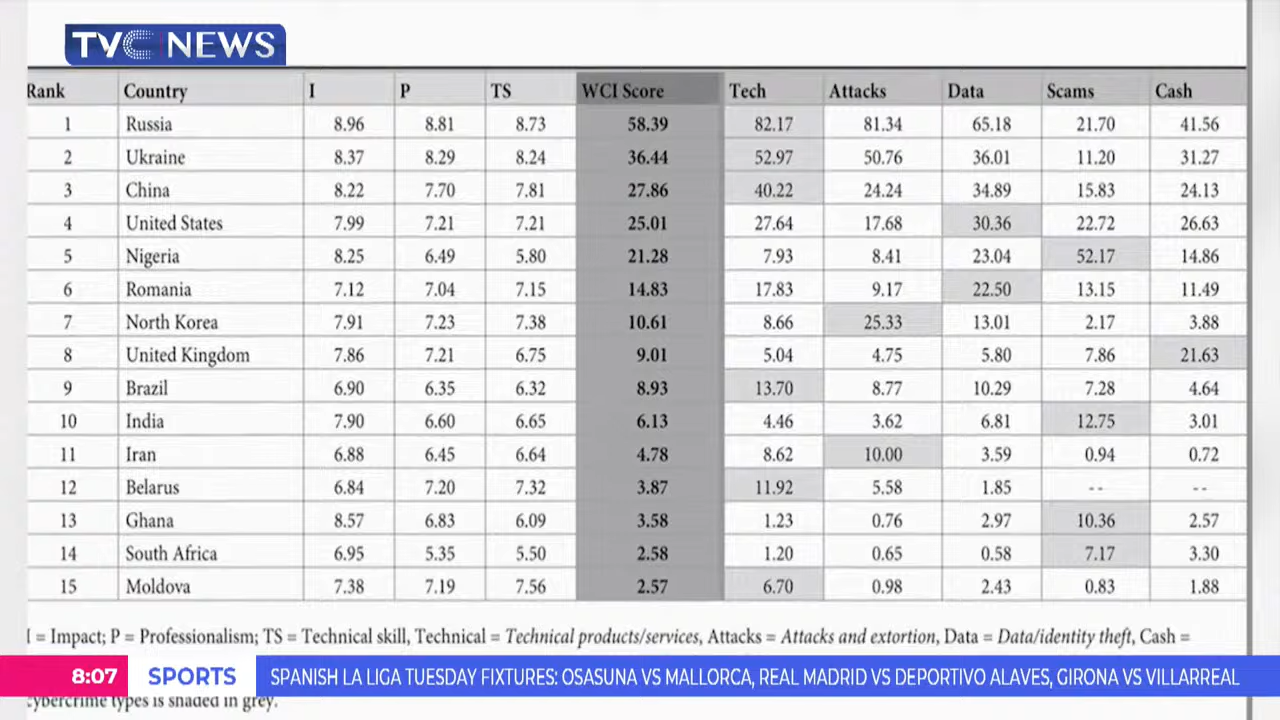 TVC NEWS
Rank Country I P TS WCI Score Tech Attacks Data Scams Cash
1 Russia 8.96 8.81 8.73 58.39 82.17 81.34 65.18 21.70 41.56
2 Ukraine 8.37 8.29 8.24 36.44 52.97 50.76 36.01 11.20 31.27
3 China 8.22 7.70 7.81 27.86 40.22 24.24 34.89 15.83 24.13
4 United States 7.99 7.21 7.21 25.01 27.64 17.68 30.36 22.72 26.63
5 Nigeria 8.25 6.49 5.80 21.28 7.93 8.41 23.04 52.17 14.86
6 Romania 7.12 7.04 7.15 14.83 17.83 9.17 22.50 13.15 11.49
7 North Korea 7.91 7.23 7.38 10.61 8.66 25.33 13.01 2.17 3.88
8 United Kingdom 7.86 7.21 6.75 9.01 5.04 4.75 5.80 7.86 21.63
9 Brazil 6.90 6.35 6.32 8.93 13.70 8.77 10.29 7.28 4.64
10 India 7.90 6.60 6.65 6.13 4.46 3.62 6.81 12.75 3.01
11 Iran 6.88 6.45 6.64 4.78 8.62 10.00 3.59 0.94 0.72
12 Belarus 6.84 7.20 7.32 3.87 11.92 5.58 1.85 -- --
13 Ghana 8.57 6.83 6.09 3.58 1.23 0.76 2.97 10.36 2.57
14 South Africa 6.95 5.35 5.50 2.58 1.20 0.65 0.58 7.17 3.30
15 Moldova 7.38 7.19 7.56 2.57 6.70 0.98 2.43 0.83 1.88
I = Impact; P = Professionalism; TS = Technical skill, Technical = Technical products/services, Attacks = Attacks and extortion, Data = Data/identity theft, Cash =
8:07 SPORTS SPANISH LA LIGA TUESDAY FIXTURES: OSASUNA VS MALLORCA, REAL MADRID VS DEPORTIVO ALAVES, GIRONA VS VILLARREAL
cybercrime types is shaded in grey.